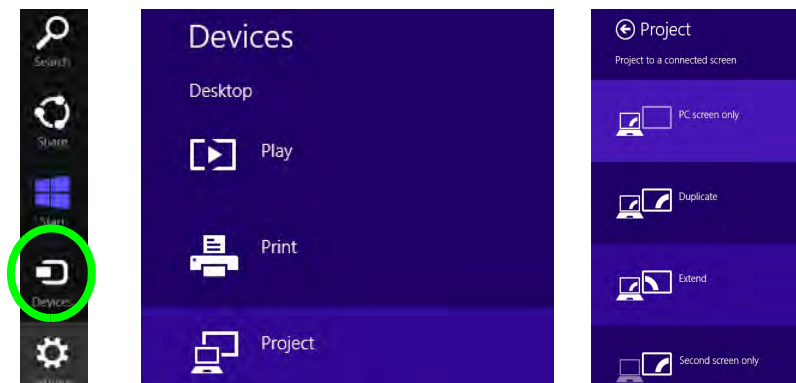 Search
Share
Start
Devices
Devices
Desktop
Play
Print
Project
Project
Project to a connected screen
PC screen only
Duplicate
Extend
Second screen only